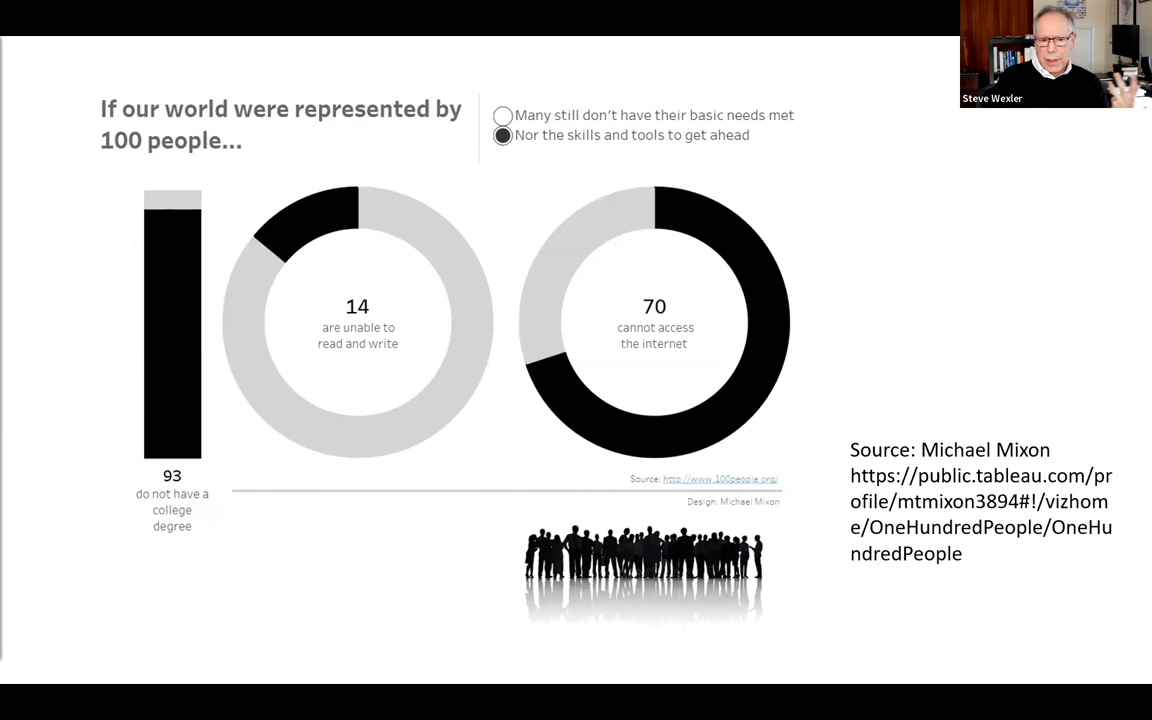 Steve Wexler
If our world were represented by
100 people...
Many still don't have their basic needs met
Nor the skills and tools to get ahead
14
are unable to
read and write
70
cannot access
the internet
93
do not have a
college
degree
Source: http://www.100people.org/
Design: Michael Mixon
Source: Michael Mixon
https://public.tableau.com/pr
ofile/mtmixon3894#!/vizhom
e/OneHundredPeople/OneHu
ndredPeople